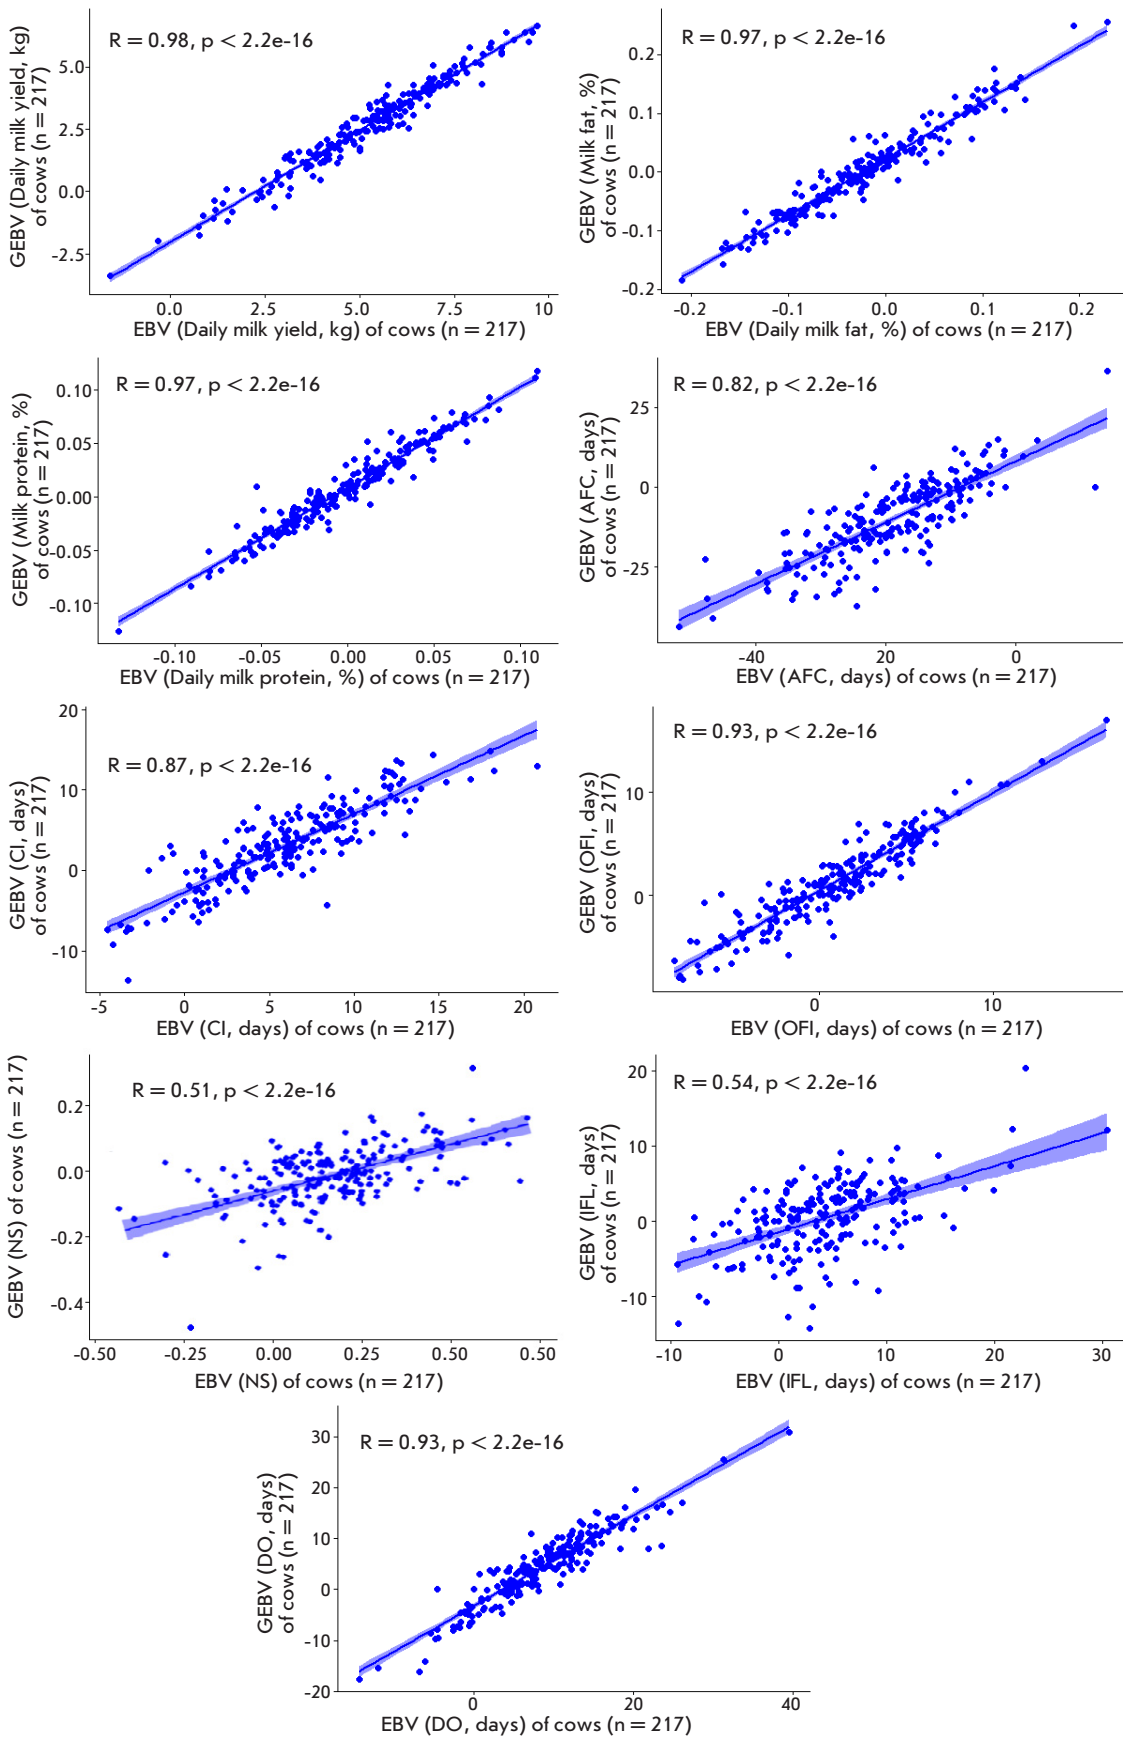 R = 0.98, p < 2.2e-16
GEBV (Daily milk yield, kg)
of cows (n = 217)
5.0
2.5
0.0
-2.5
0.0 2.5 5.0 7.5 10
EBV (Daily milk yield, kg) of cows (n = 217)
R = 0.97, p < 2.2e-16
GEBV (Milk fat, %)
of cows (n = 217)
0.2
0.1
0.0
-0.1
-0.2
-0.2 -0.1 0.0 0.1 0.2
EBV (Daily milk fat, %) of cows (n = 217)
R = 0.97, p < 2.2e-16
GEBV (Milk protein, %)
of cows (n = 217)
0.10
0.05
0.00
-0.05
-0.10
-0.10 -0.05 0.00 0.05 0.10
EBV (Daily milk protein, %) of cows (n = 217)
R = 0.82, p < 2.2e-16
GEBV (AFC, days)
of cows (n = 217)
25
0
-25
-40 20 0
EBV (AFC, days) of cows (n = 217)
R = 0.87, p < 2.2e-16
GEBV (CI, days)
of cows (n = 217)
20
10
0
-10
-5 0 5 10 15 20
EBV (CI, days) of cows (n = 217)
R = 0.93, p < 2.2e-16
GEBV (OFI, days)
of cows (n = 217)
10
0
0 10
EBV (OFI, days) of cows (n = 217)
R = 0.51, p < 2.2e-16
GEBV (NS) of cows (n = 217)
0.2
0.0
-0.2
-0.4
-0.50 -0.25 0.00 0.25 0.50 0.50
EBV (NS) of cows (n = 217)
R = 0.54, p < 2.2e-16
GEBV (IFL, days)
of cows (n = 217)
20
10
0
-10
-10 0 10 20 30
EBV (IFL, days) of cows (n = 217)
R = 0.93, p < 2.2e-16
GEBV (DO, days)
of cows (n = 217)
30
20
10
0
-10
-20
0 20 40
EBV (DO, days) of cows (n = 217)